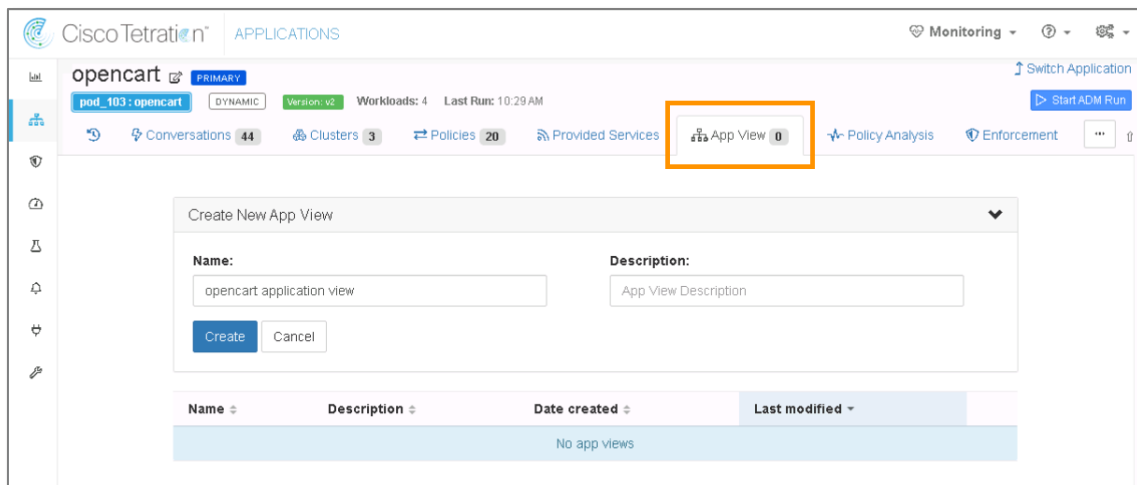 Cisco Tetration™ APPLICATIONS Monitoring
opencart PRIMARY Switch Application
pod_103 : opencart DYNAMIC Version: v2 Workloads: 4 Last Run: 10:29 AM Start ADM Run
Conversations 44 Clusters 3 Policies 20 Provided Services App View 0 Policy Analysis Enforcement ...
Create New App View
Name: Description:
opencart application view App View Description
Create Cancel
Name Description Date created Last modified
No app views